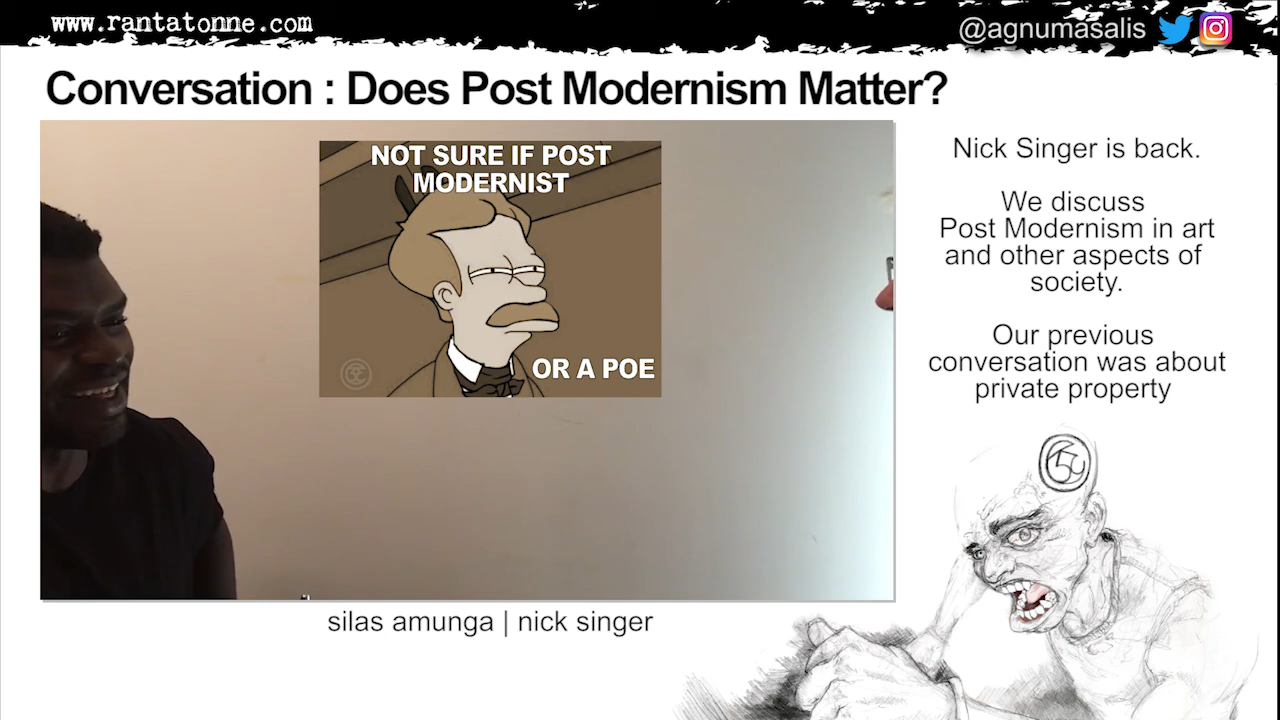 www.rantatonne.com
@agnumasalis
Conversation : Does Post Modernism Matter?
NOT SURE IF POST
MODERNIST
OR A POE
Nick Singer is back.
We discuss
Post Modernism in art
and other aspects of
society.
Our previous
conversation was about
private property
silas amunga | nick singer